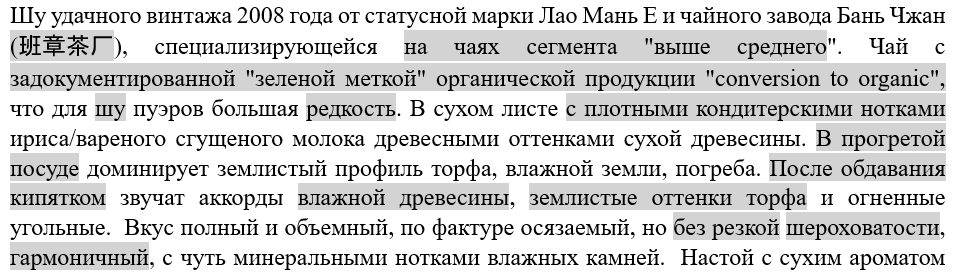 Шу удачного винтажа 2008 года от статусной марки Лао Мань Е и чайного завода Бань Чжан
(班章茶厂), специализирующейся на чаях сегмента "выше среднего". Чай с
задокументированной "зеленой меткой" органической продукции "conversion to organic",
что для шу пуэров большая редкость. В сухом листе с плотными кондитерскими нотками
ириса/вареного сгущеного молока древесными оттенками сухой древесины. В прогретой
посуде доминирует землистый профиль торфа, влажной земли, погреба. После обдавания
кипятком звучат аккорды влажной древесины, землистые оттенки торфа и огненные
угольные. Вкус полный и объемный, по фактуре осязаемый, но без резкой шероховатости,
гармоничный, с чуть минеральными нотками влажных камней. Настой с сухим ароматом